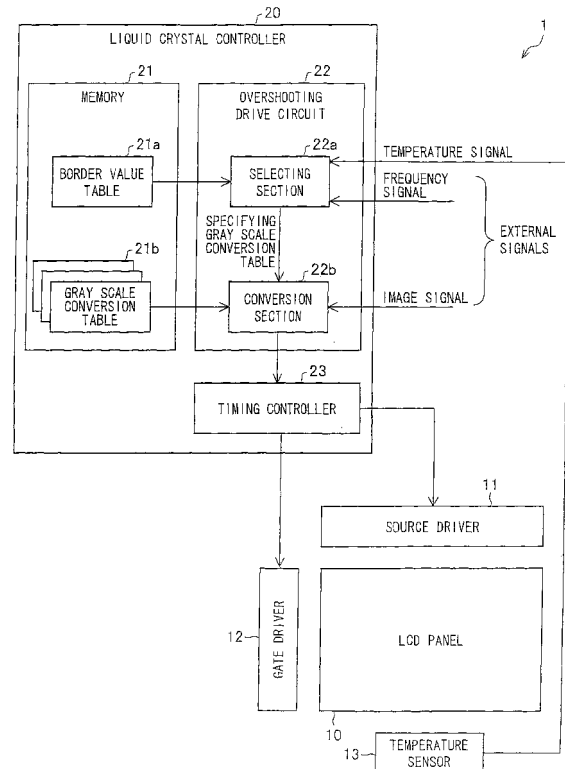 20
1
LIQUID CRYSTAL CONTROLLER
21
22
MEMORY
OVERSHOOTING
DRIVE CIRCUIT
21a
22a
BORDER VALUE
TABLE
SELECTING
SECTION
TEMPERATURE SIGNAL
FREQUENCY
SIGNAL
SPECIFYING
GRAY SCALE
CONVERSION
TABLE
EXTERNAL
SIGNALS
21b
22b
GRAY SCALE
CONVERSION
TABLE
CONVERSION
SECTION
IMAGE SIGNAL
23
TIMING CONTROLLER
11
SOURCE DRIVER
12
GATE DRIVER
LCD PANEL
10
13
TEMPERATURE
SENSOR